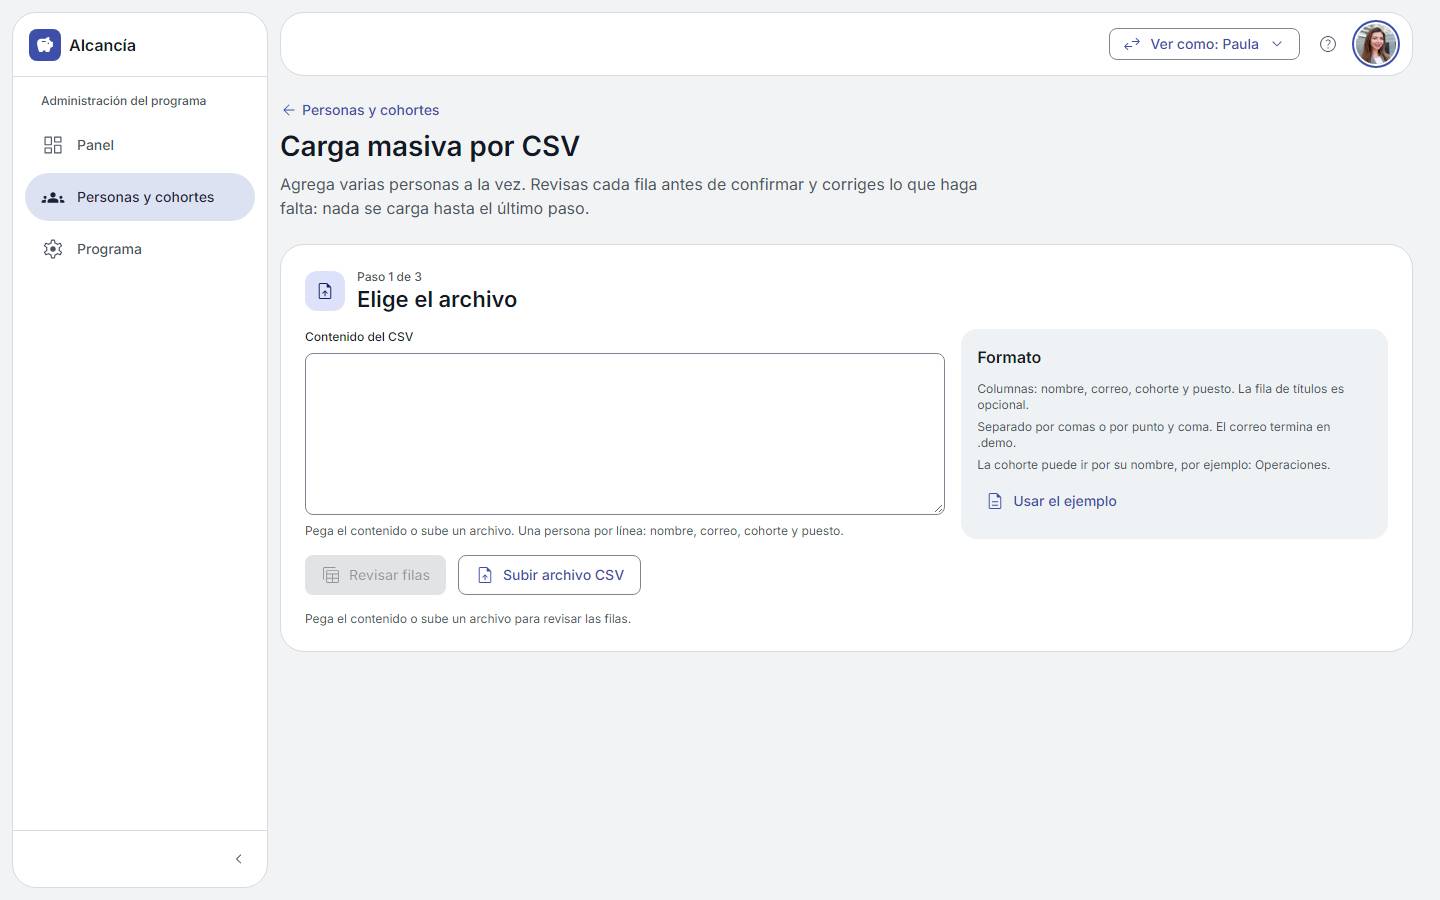 Alcancía
Administración del programa
Panel
Personas y cohortes
Programa
Ver como: Paula
Personas y cohortes
Carga masiva por CSV
Agrega varias personas a la vez. Revisas cada fila antes de confirmar y corriges lo que haga
falta: nada se carga hasta el último paso.
Paso 1 de 3
Elige el archivo
Contenido del CSV
Pega el contenido o sube un archivo. Una persona por línea: nombre, correo, cohorte y puesto.
Revisar filas
Subir archivo CSV
Pega el contenido o sube un archivo para revisar las filas.
Formato
Columnas: nombre, correo, cohorte y puesto. La fila de títulos es
opcional.
Separado por comas o por punto y coma. El correo termina en
.demo.
La cohorte puede ir por su nombre, por ejemplo: Operaciones.
Usar el ejemplo